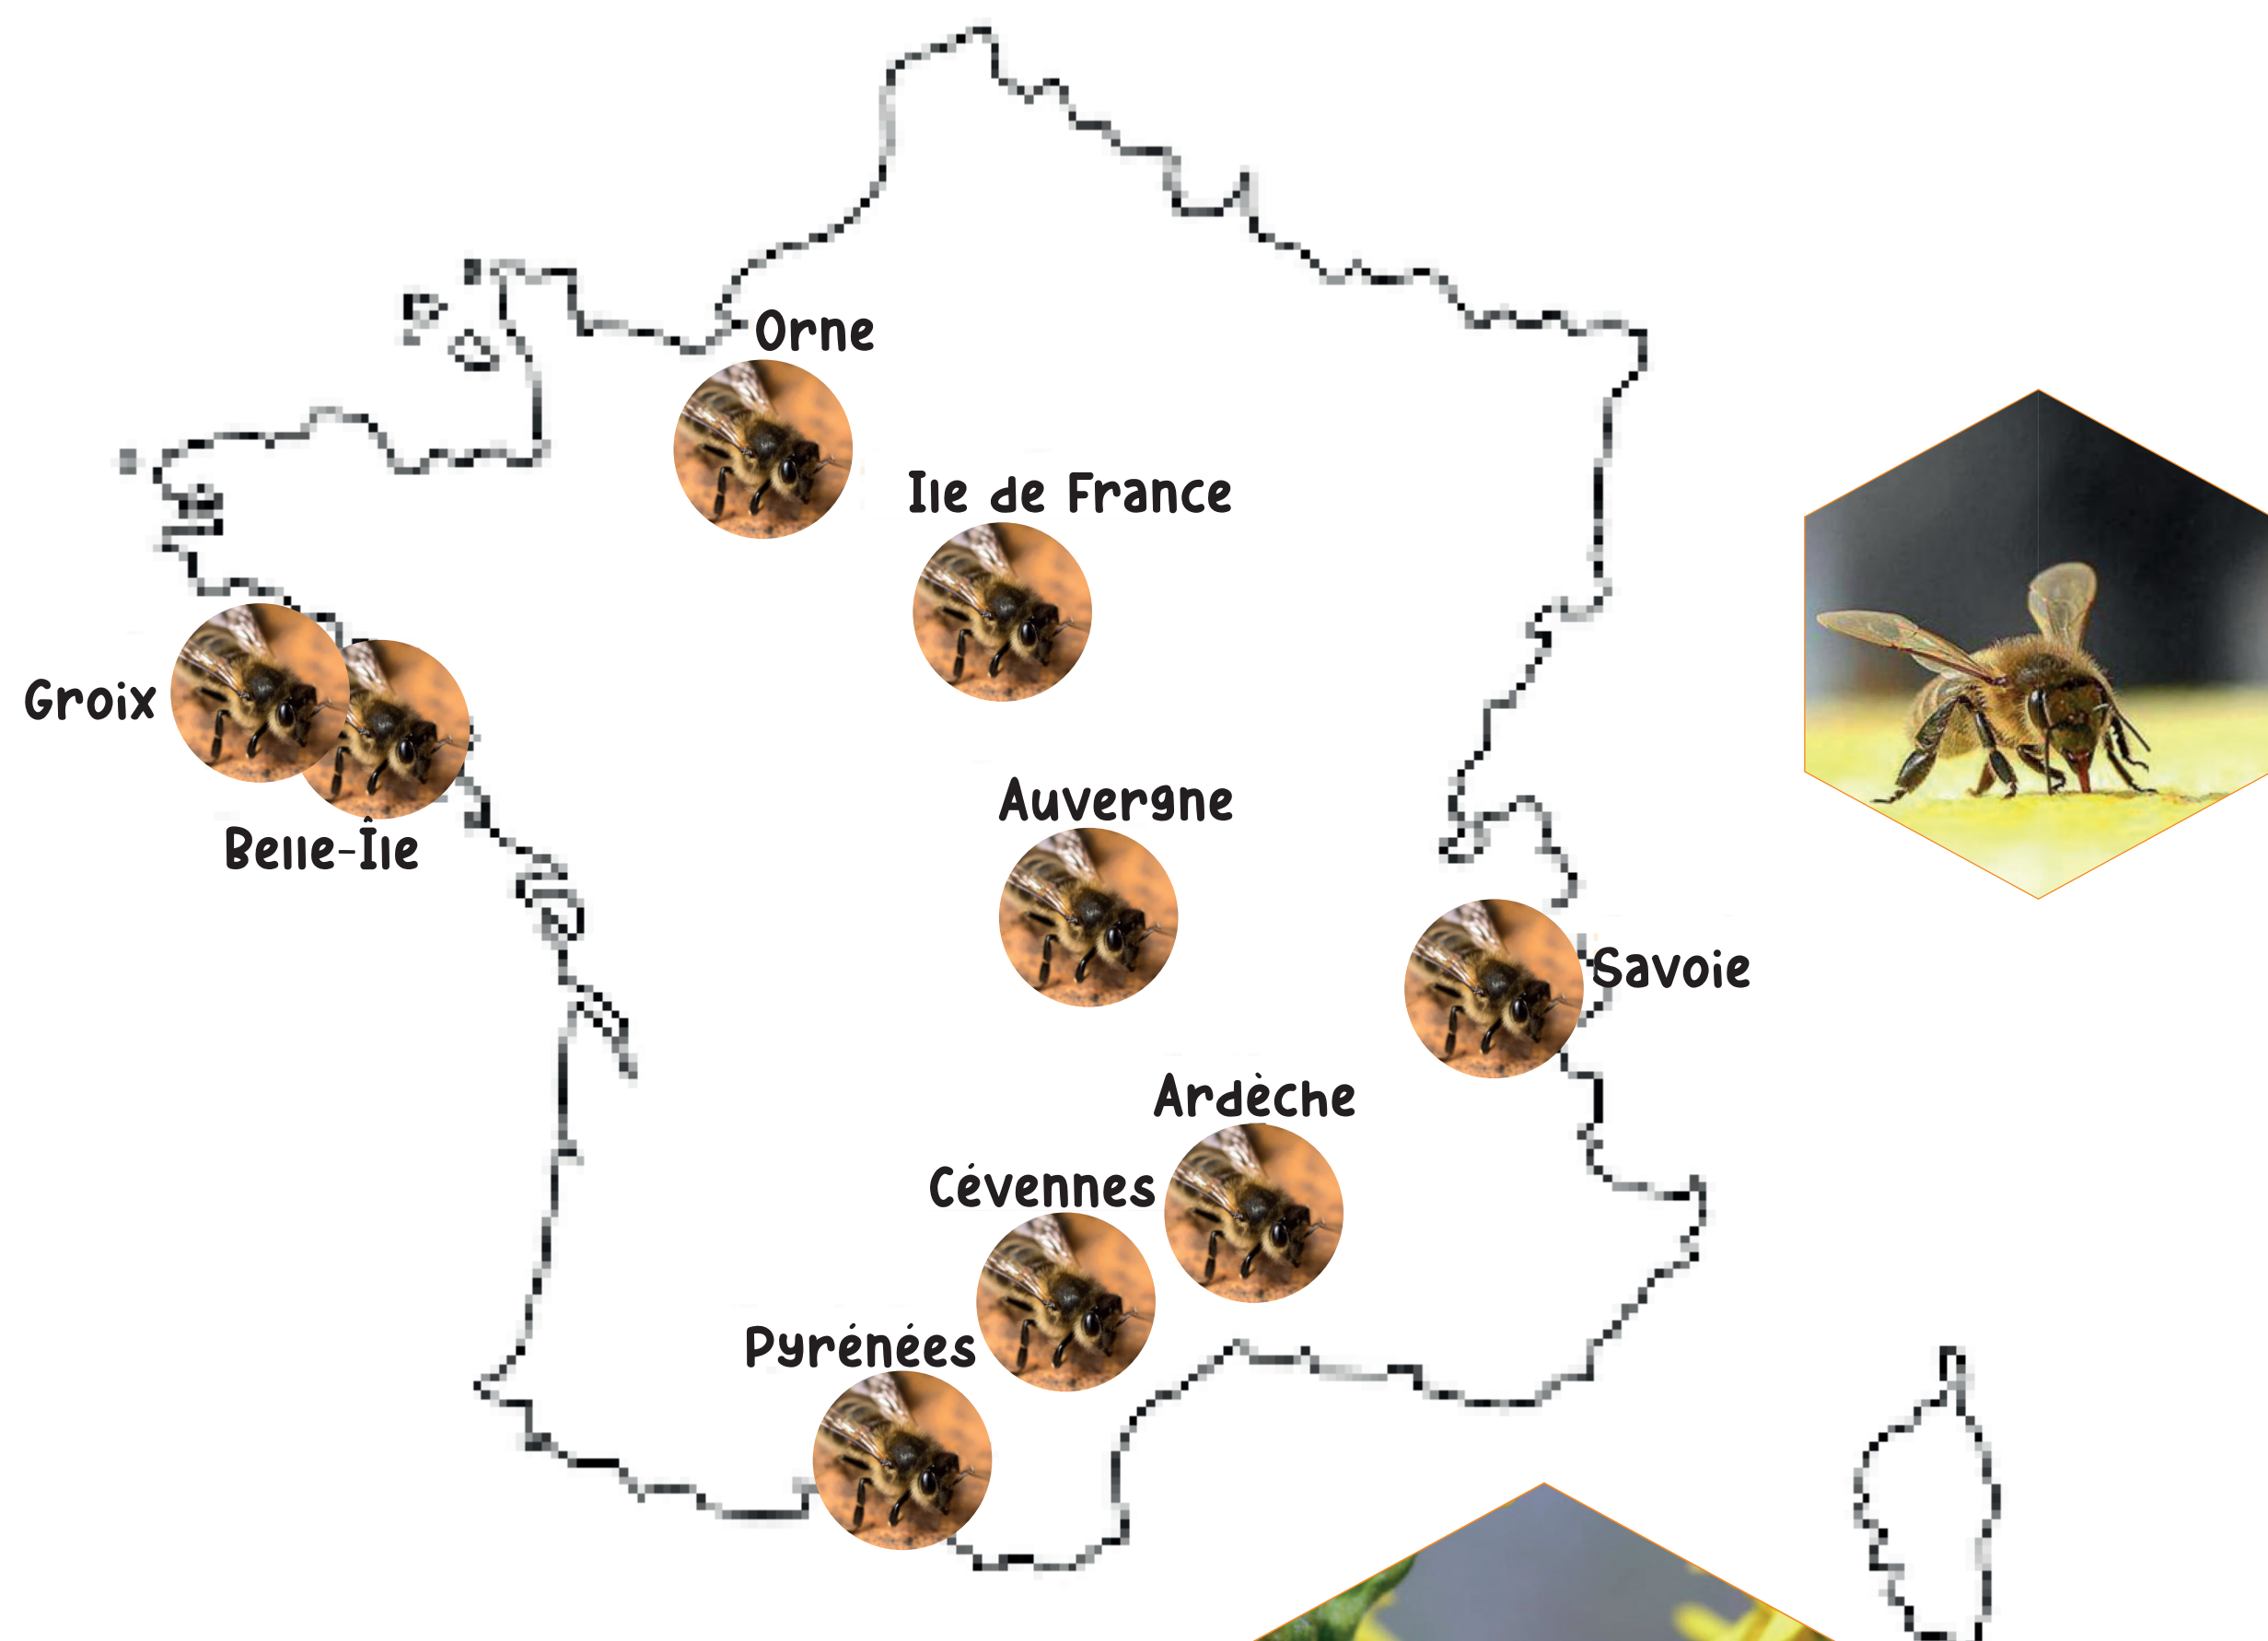 Orne
Ile de France
Groix
Belle-Île
Auvergne
Savoie
Ardèche
Cévennes
Pyrénées